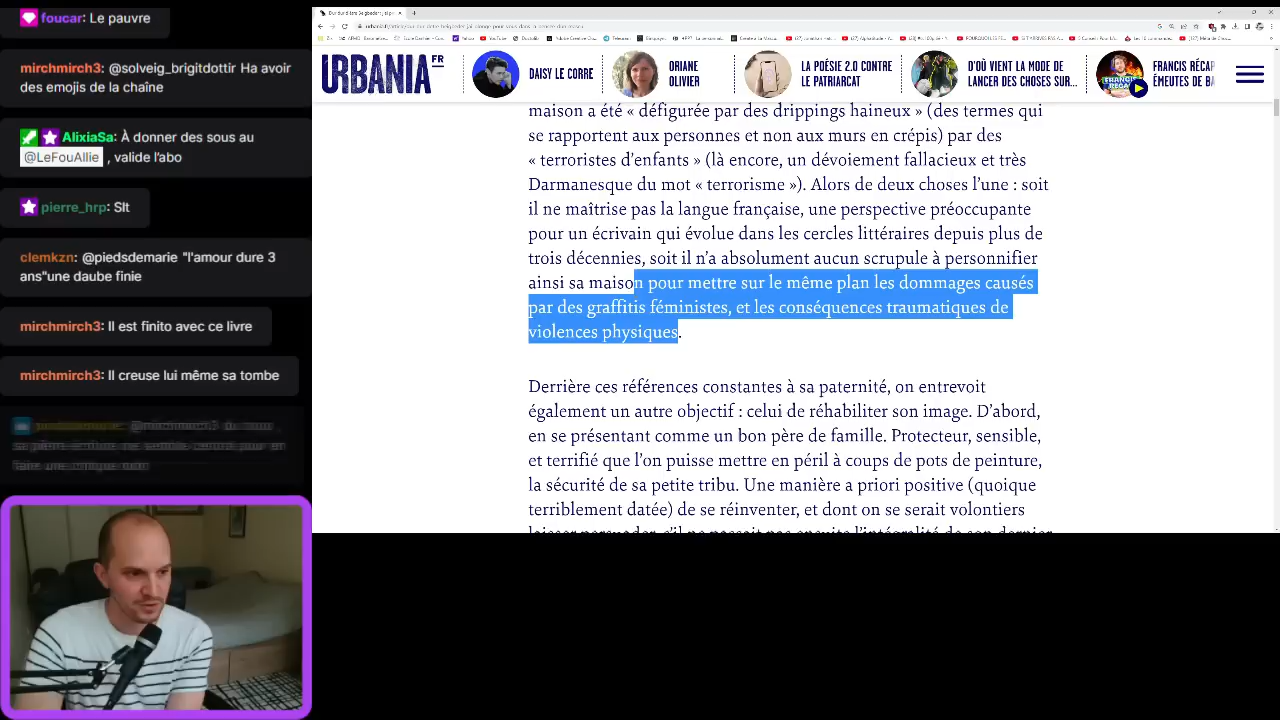 foucar: Le pauvre
mirchmirch3: @solveig_brigitdottir Ha avoir
des emojis de la chaîne
AlixiaSa: À donner des sous au
@LeFouAllie , valide l'abo
pierre_hrp: Slt
clemkzn: @piedsdemarie "l'amour dure 3
ans"une daube finie
mirchmirch3: Il est finito avec ce livre
mirchmirch3: Il creuse lui même sa tombe
URBANIA FR
DAISY LE CORRE
ORIANE
OLIVIER
LA POÉSIE 2.0 CONTRE
LE PATRIARCAT
D'OÙ VIENT LA MODE DE
LANCER DES CHOSES SUR...
FRANCIS RÉCAP
ÉMEUTES DE BA
maison a été « défigurée par des drippings haineux » (des termes qui
se rapportent aux personnes et non aux murs en crépis) par des
« terroristes d'enfants » (là encore, un dévoiement fallacieux et très
Darmanesque du mot « terrorisme »). Alors de deux choses l'une : soit
il ne maîtrise pas la langue française, une perspective préoccupante
pour un écrivain qui évolue dans les cercles littéraires depuis plus de
trois décennies, soit il n'a absolument aucun scrupule à personnifier
ainsi sa maison pour mettre sur le même plan les dommages causés
par des graffitis féministes, et les conséquences traumatiques de
violences physiques.
Derrière ces références constantes à sa paternité, on entrevoit
également un autre objectif : celui de réhabiliter son image. D'abord,
en se présentant comme un bon père de famille. Protecteur, sensible,
et terrifié que l'on puisse mettre en péril à coups de pots de peinture,
la sécurité de sa petite tribu. Une manière a priori positive (quoique
terriblement datée) de se réinventer, et dont on se serait volontiers